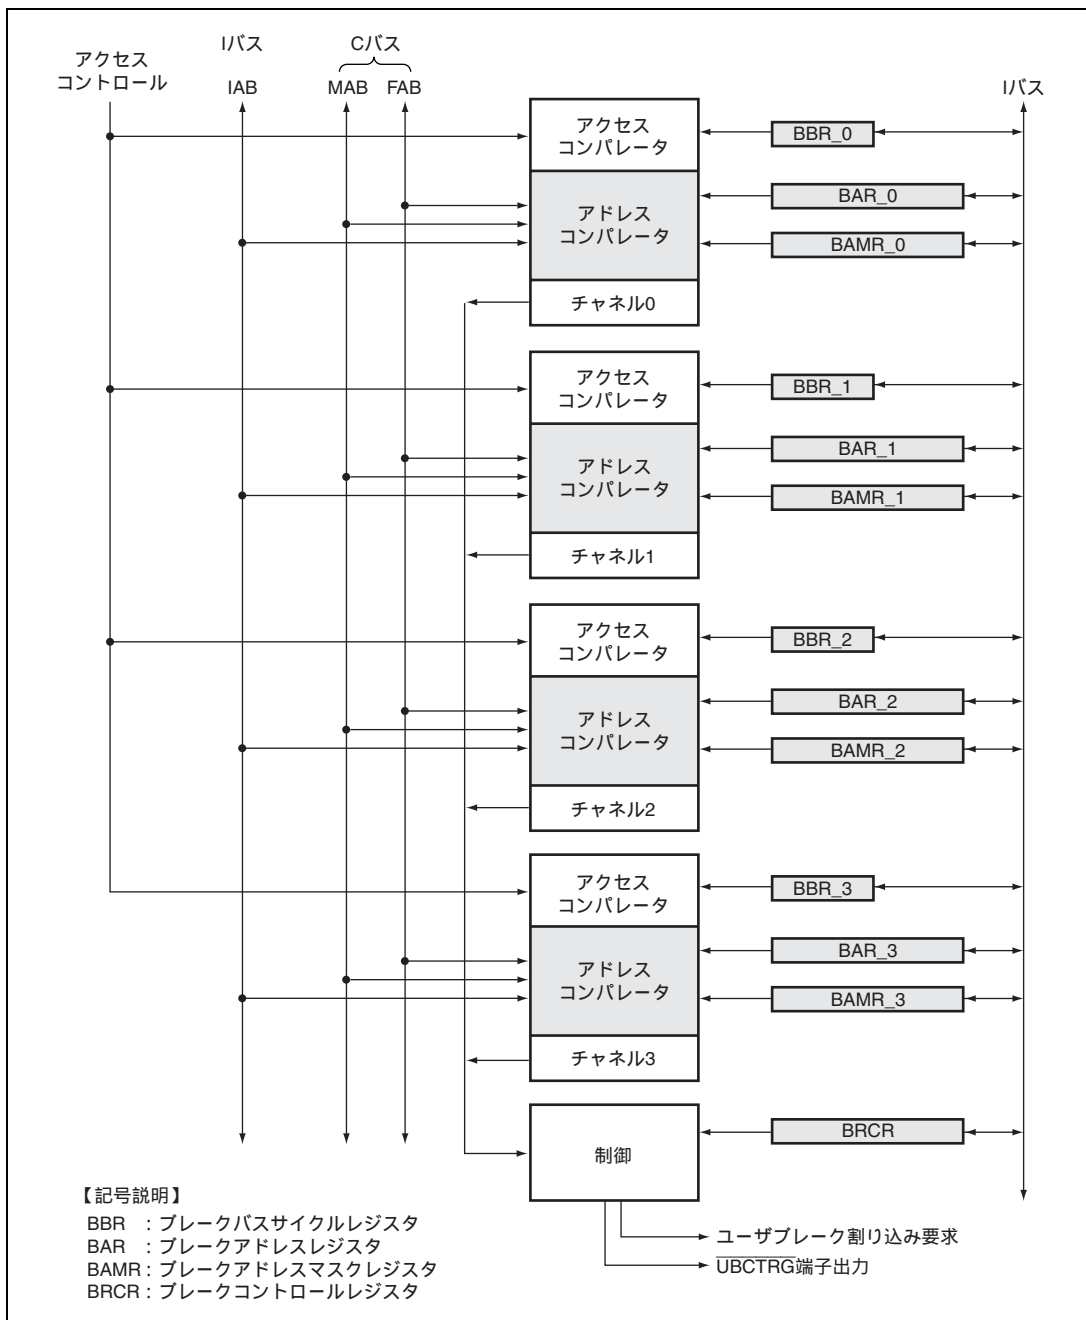 アクセス
コントロール
Iバス
IAB
Cバス
MAB FAB
Iバス
アクセス
コンパレータ
アドレス
コンパレータ
チャネル0
BBR_0
BAR_0
BAMR_0
アクセス
コンパレータ
アドレス
コンパレータ
チャネル1
BBR_1
BAR_1
BAMR_1
アクセス
コンパレータ
アドレス
コンパレータ
チャネル2
BBR_2
BAR_2
BAMR_2
アクセス
コンパレータ
アドレス
コンパレータ
チャネル3
BBR_3
BAR_3
BAMR_3
制御
BRCR
ユーザブレーク割り込み要求
UBCTRG端子出力
【記号説明】
BBR : ブレークバスサイクルレジスタ
BAR : ブレークアドレスレジスタ
BAMR : ブレークアドレスマスクレジスタ
BRCR : ブレークコントロールレジスタ